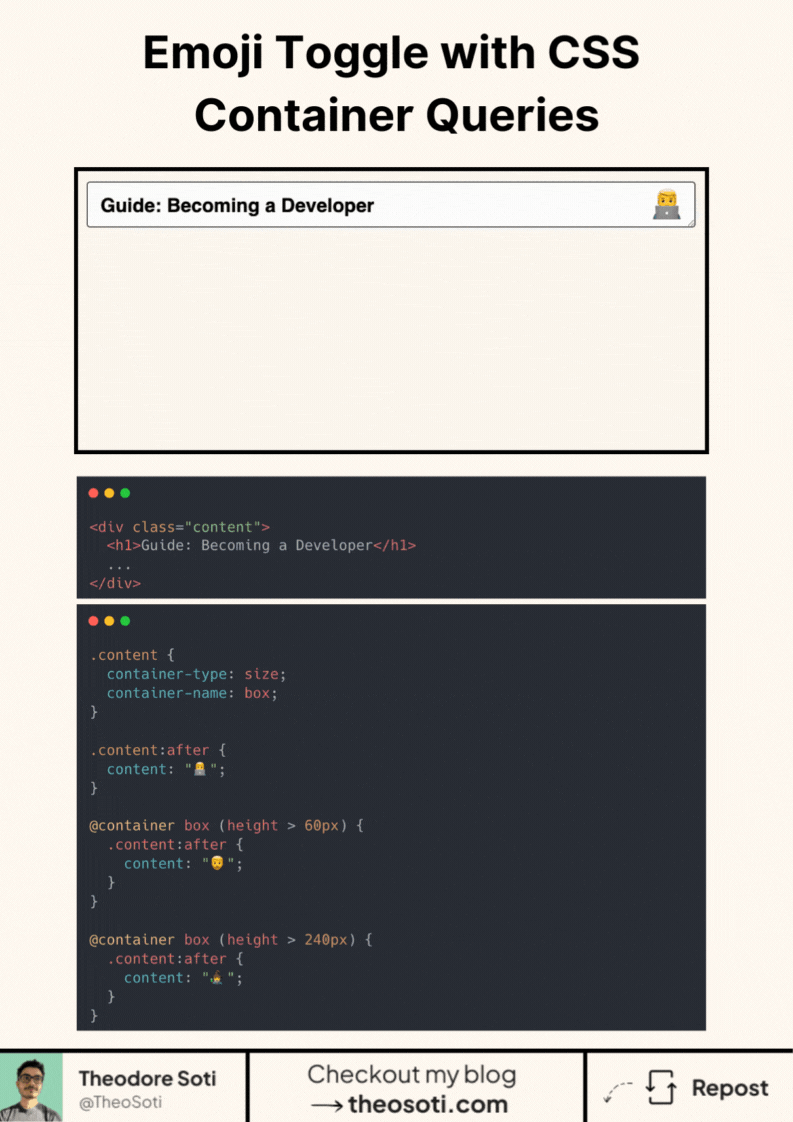 Emoji Toggle with CSS
Container Queries
Guide: Becoming a Developer
<div class="content">
  <h1>Guide: Becoming a Developer</h1>
  ...
</div>
.content {
  container-type: size;
  container-name: box;
}
.content:after {
  content: "👨‍💻";
}
@container box (height > 60px) {
  .content:after {
    content: "👴";
  }
}
@container box (height > 240px) {
  .content:after {
    content: "";
  }
}
Theodore Soti
@TheoSoti
Checkout my blog
→ theosoti.com
Repost